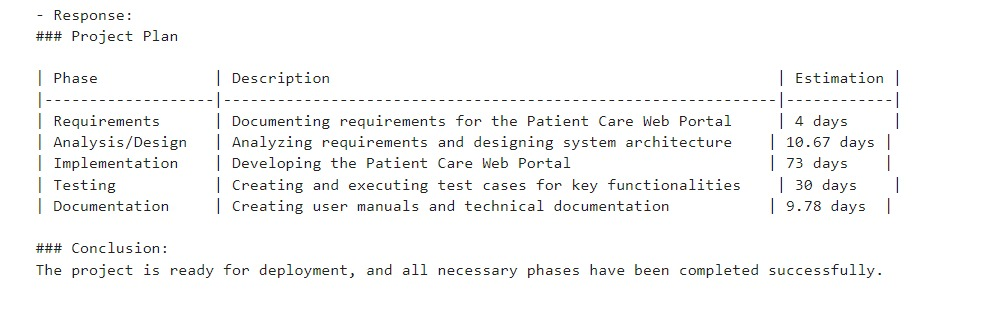 - Response:
### Project Plan
| Phase | Description | Estimation |
|-------------------|--------------------------------------------------------------|------------|
| Requirements | Documenting requirements for the Patient Care Web Portal | 4 days |
| Analysis/Design | Analyzing requirements and designing system architecture | 10.67 days |
| Implementation | Developing the Patient Care Web Portal | 73 days |
| Testing | Creating and executing test cases for key functionalities | 30 days |
| Documentation | Creating user manuals and technical documentation | 9.78 days |
### Conclusion:
The project is ready for deployment, and all necessary phases have been completed successfully.